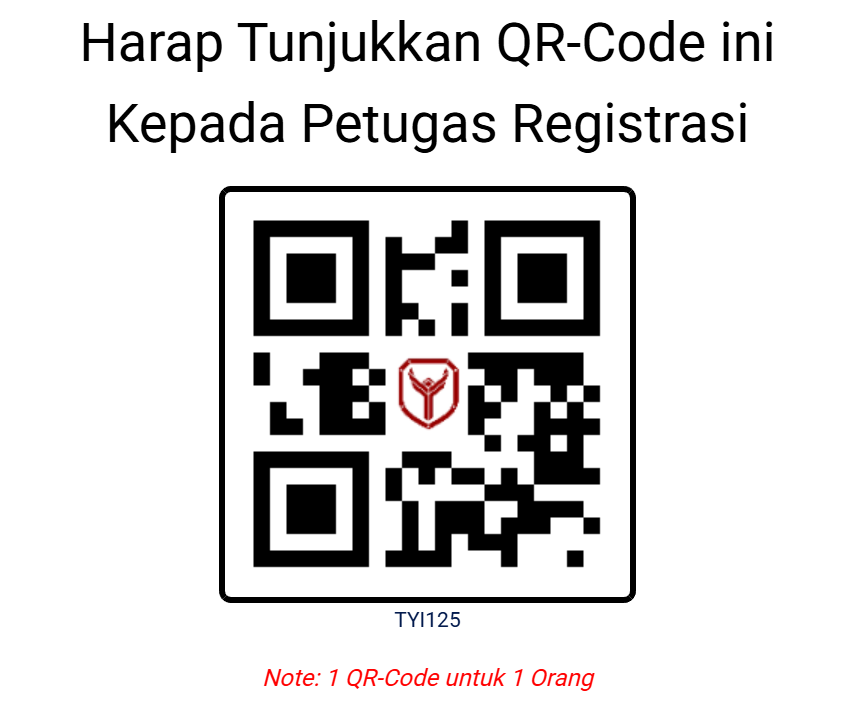 Harap Tunjukkan QR-Code ini
Kepada Petugas Registrasi
TYI125
Note: 1 QR-Code untuk 1 Orang